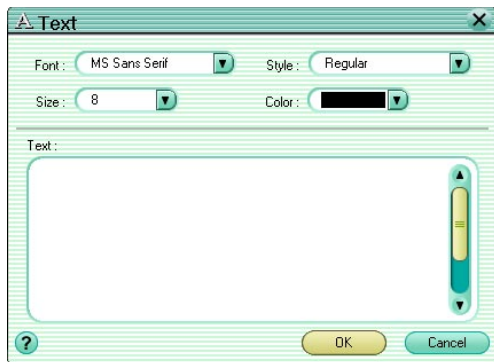 A Text
Font : MS Sans Serif Style : Regular
Size : 8 Color :
Text :
? OK Cancel